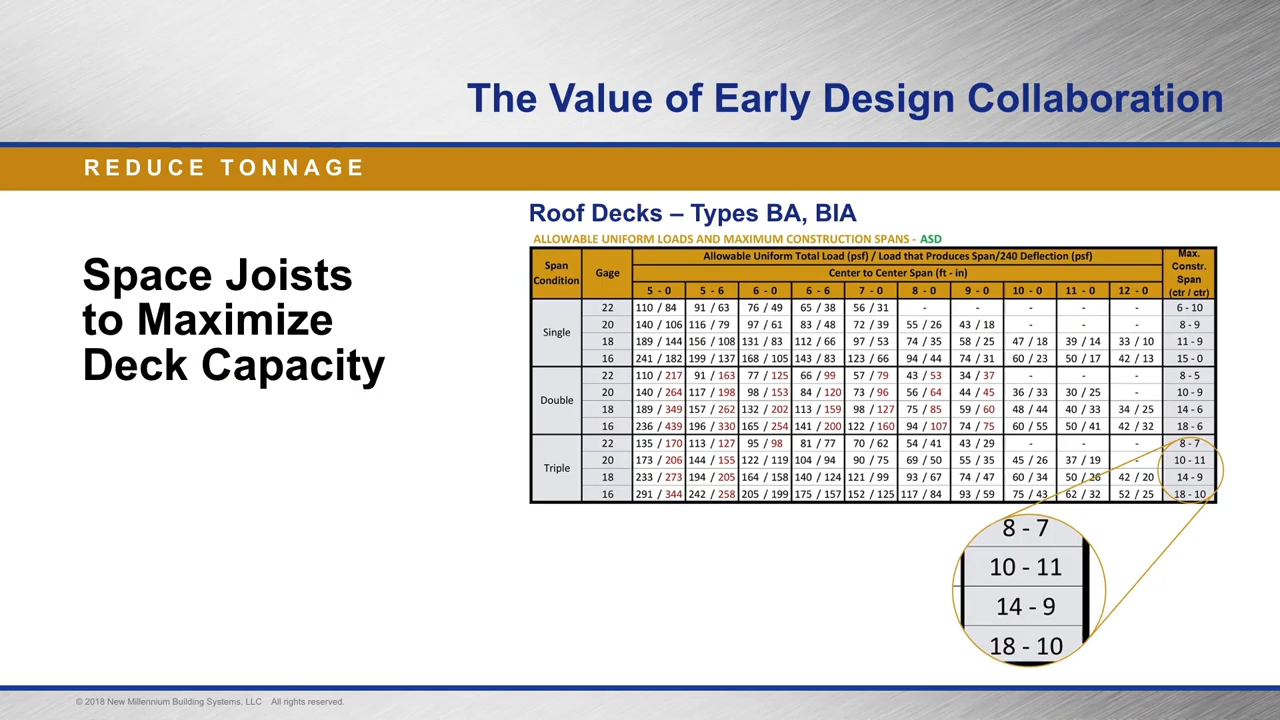 The Value of Early Design Collaboration
REDUCE TONNAGE
Space Joists
to Maximize
Deck Capacity
Roof Decks – Types BA, BIA
ALLOWABLE UNIFORM LOADS AND MAXIMUM CONSTRUCTION SPANS - ASD
Span Condition Gage Allowable Uniform Total Load (psf) / Load that Produces Span/240 Deflection (psf) Max. Constr. Span (ctr / ctr)
Center to Center Span (ft - in)
5 - 0 5 - 6 6 - 0 6 - 6 7 - 0 8 - 0 9 - 0 10 - 0 11 - 0 12 - 0
Single
22 110 / 84 91 / 63 76 / 49 65 / 38 56 / 31 - - - - - 6 - 10
20 140 / 106 116 / 79 97 / 61 83 / 48 72 / 39 55 / 26 43 / 18 - - - 8 - 9
18 189 / 144 156 / 108 131 / 83 112 / 66 97 / 53 74 / 35 58 / 25 47 / 18 39 / 14 33 / 10 11 - 9
16 241 / 182 199 / 137 168 / 105 143 / 83 123 / 66 94 / 44 74 / 31 60 / 23 50 / 17 42 / 13 15 - 0
Double
22 110 / 217 91 / 163 77 / 125 66 / 99 57 / 79 43 / 53 34 / 37 - - - 8 - 5
20 140 / 264 117 / 198 98 / 153 84 / 120 73 / 96 56 / 64 44 / 45 36 / 33 30 / 25 - 10 - 9
18 189 / 349 157 / 262 132 / 202 113 / 159 98 / 127 75 / 85 59 / 60 48 / 44 40 / 33 34 / 25 14 - 6
16 236 / 439 196 / 330 165 / 254 141 / 200 122 / 160 94 / 107 74 / 75 60 / 55 50 / 41 42 / 32 18 - 6
Triple
22 135 / 170 113 / 127 95 / 98 81 / 77 70 / 62 54 / 41 43 / 29 - - - 8 - 7
20 173 / 206 144 / 155 122 / 119 104 / 94 90 / 75 69 / 50 55 / 35 45 / 26 37 / 19 - 10 - 11
18 233 / 273 194 / 205 164 / 158 140 / 124 121 / 99 93 / 67 74 / 47 60 / 34 50 / 26 42 / 20 14 - 9
16 291 / 344 242 / 258 205 / 199 175 / 157 152 / 125 117 / 84 93 / 59 75 / 43 62 / 32 52 / 25 18 - 10
8 - 7
10 - 11
14 - 9
18 - 10
© 2018 New Millennium Building Systems, LLC All rights reserved.